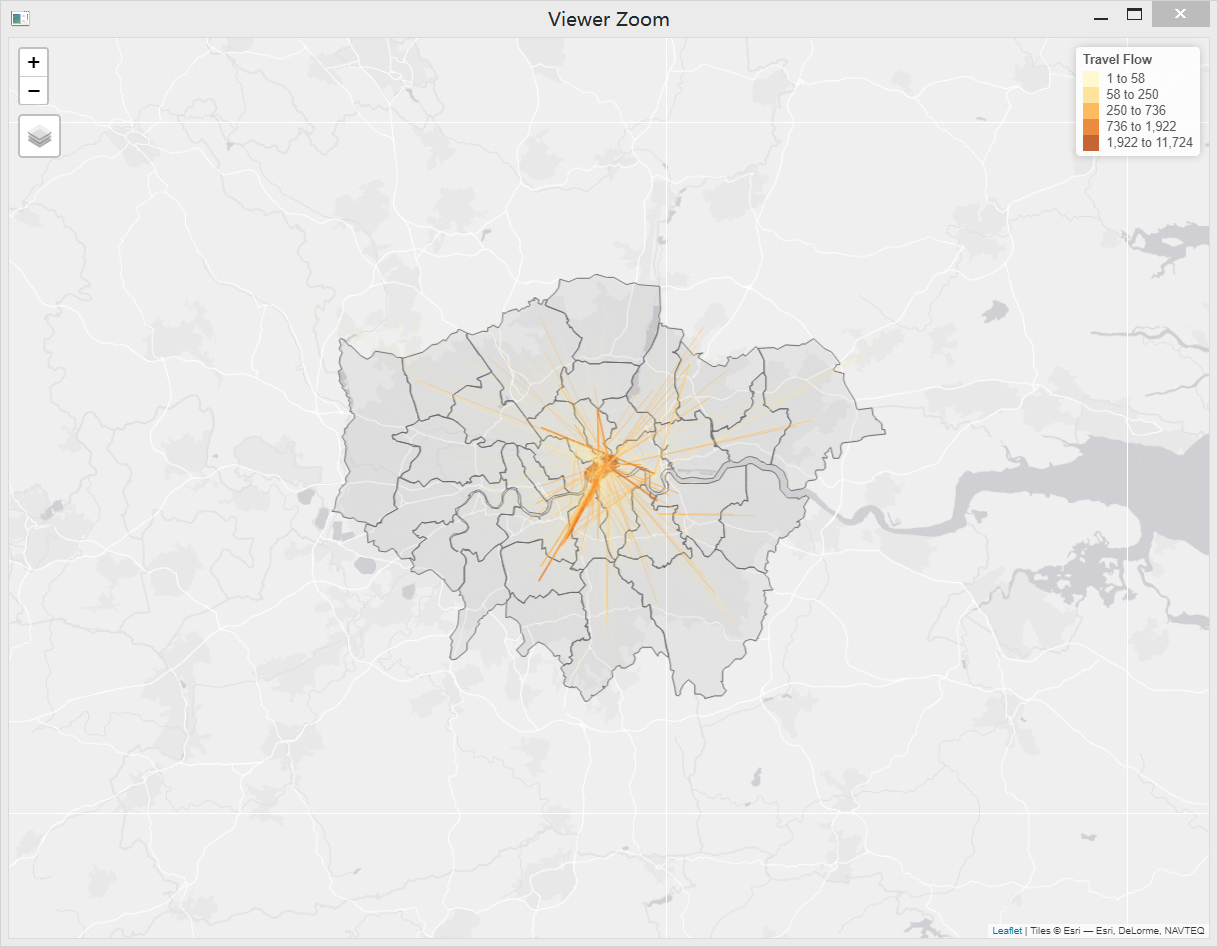 Viewer Zoom
+
−
Travel Flow
1 to 58
58 to 250
250 to 736
736 to 1,922
1,922 to 11,724
Leaflet | Tiles © Esri — Esri, DeLorme, NAVTEQ